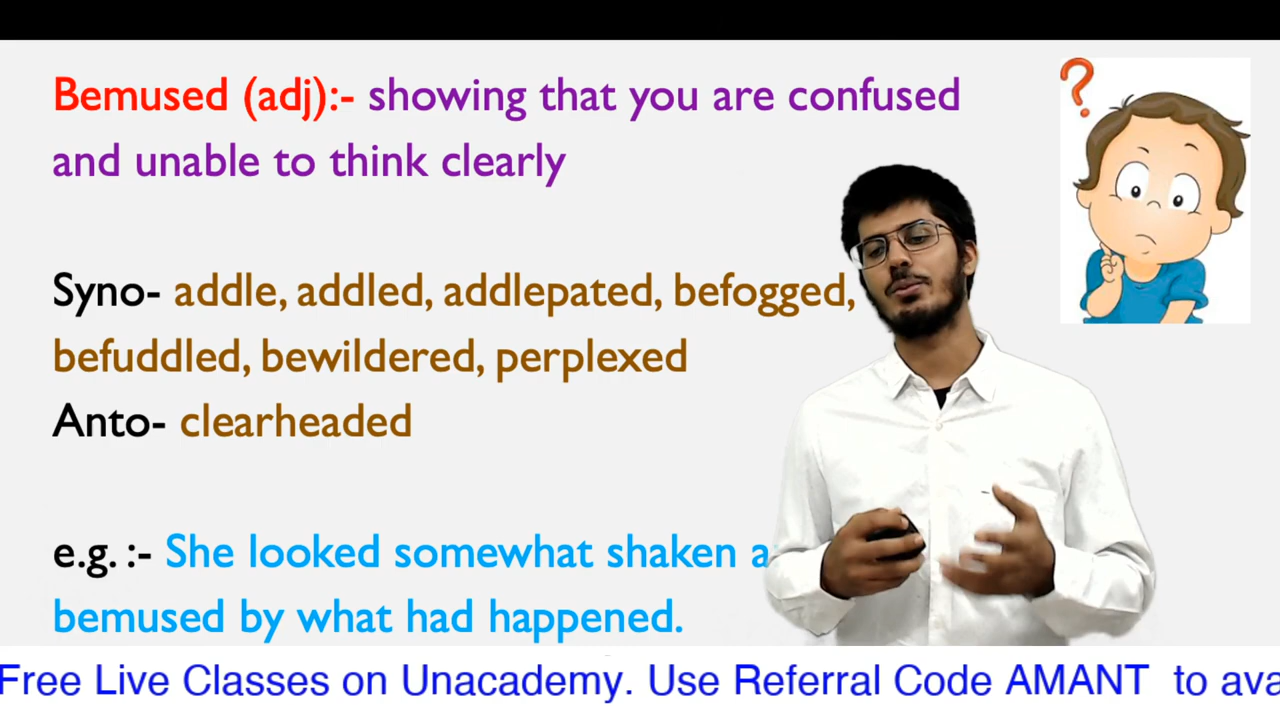 Bemused (adj):- showing that you are confused
and unable to think clearly
Syno- addle, addled, addlepated, befogged,
befuddled, bewildered, perplexed
Anto- clearheaded
e.g. :- She looked somewhat shaken
bemused by what had happened.
Free Live Classes on Unacademy. Use Referral Code AMANT to
?